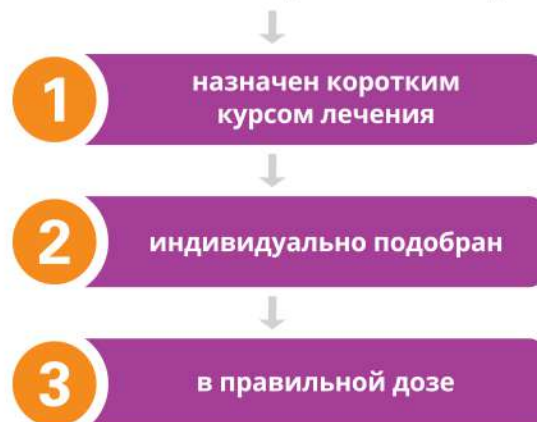 1
назначен коротким
курсом лечения
2
индивидуально подобран
3
в правильной дозе